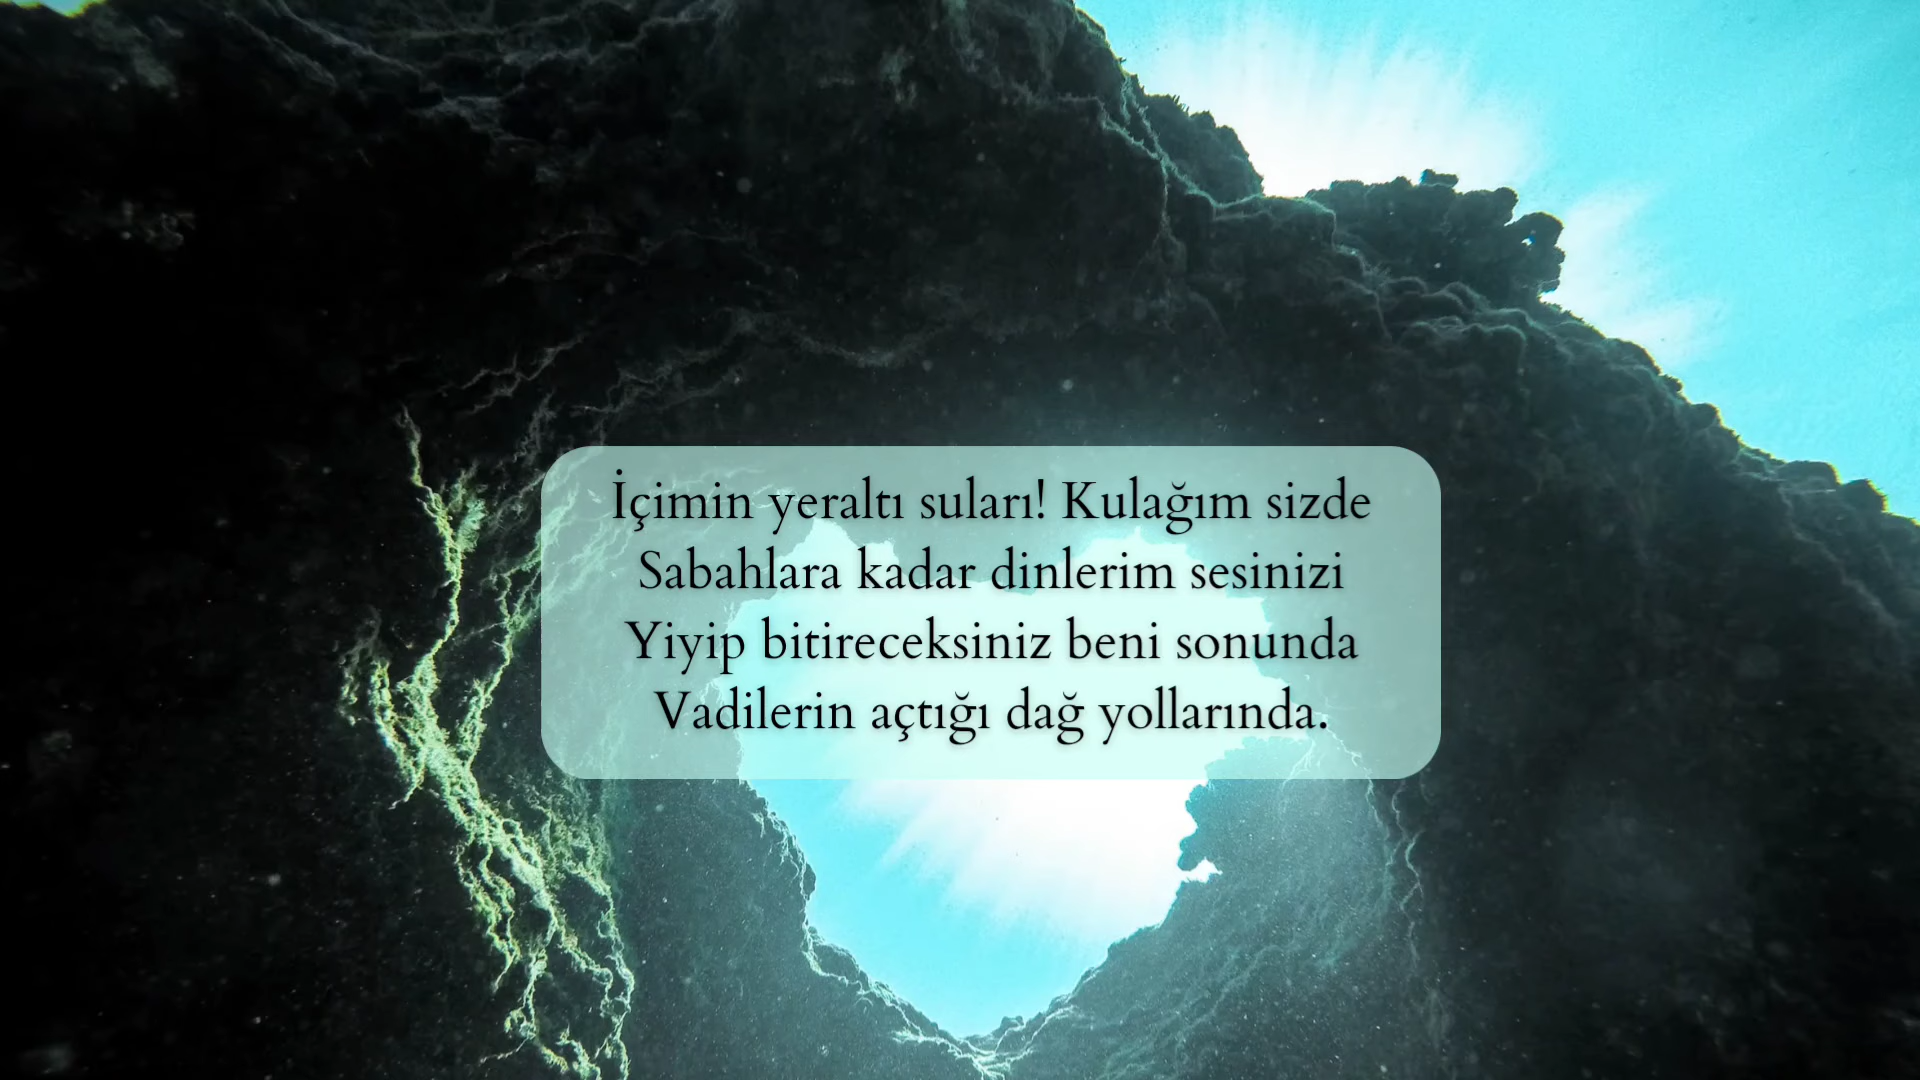 İçimin yeraltı suları! Kulağım sizde
Sabahlara kadar dinlerim sesinizi
Yiyip bitireceksiniz beni sonunda
Vadilerin açtığı dağ yollarında.